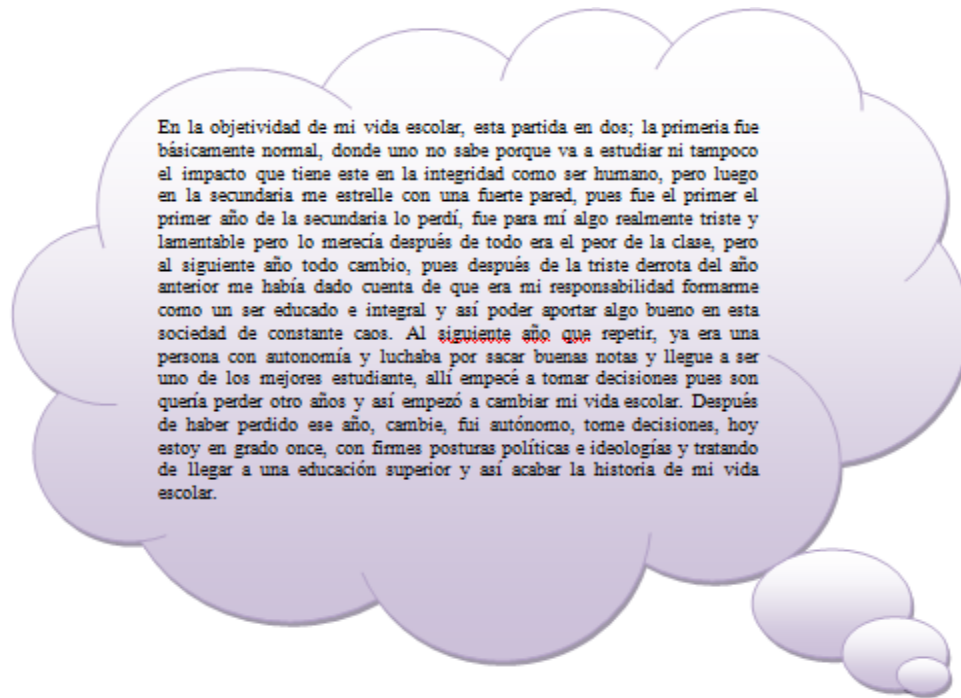 En la objetividad de mi vida escolar, esta partida en dos; la primeria fue
básicamente normal, donde uno no sabe porque va a estudiar ni tampoco
el impacto que tiene este en la integridad como ser humano, pero luego
en la secundaria me estrelle con una fuerte pared, pues fue el primer el
primer año de la secundaria lo perdí, fue para mí algo realmente triste y
lamentable pero lo merecía después de todo era el peor de la clase, pero
al siguiente año todo cambio, pues después de la triste derrota del año
anterior me había dado cuenta de que era mi responsabilidad formarme
como un ser educado e integral y así poder aportar algo bueno en esta
sociedad de constante caos. Al siguiente año que repetir, ya era una
persona con autonomía y luchaba por sacar buenas notas y llegue a ser
uno de los mejores estudiante, allí empecé a tomar decisiones pues son
quería perder otro años y así empezó a cambiar mi vida escolar. Después
de haber perdido ese año, cambie, fui autónomo, tome decisiones, hoy
estoy en grado once, con firmes posturas políticas e ideologías y tratando
de llegar a una educación superior y así acabar la historia de mi vida
escolar.